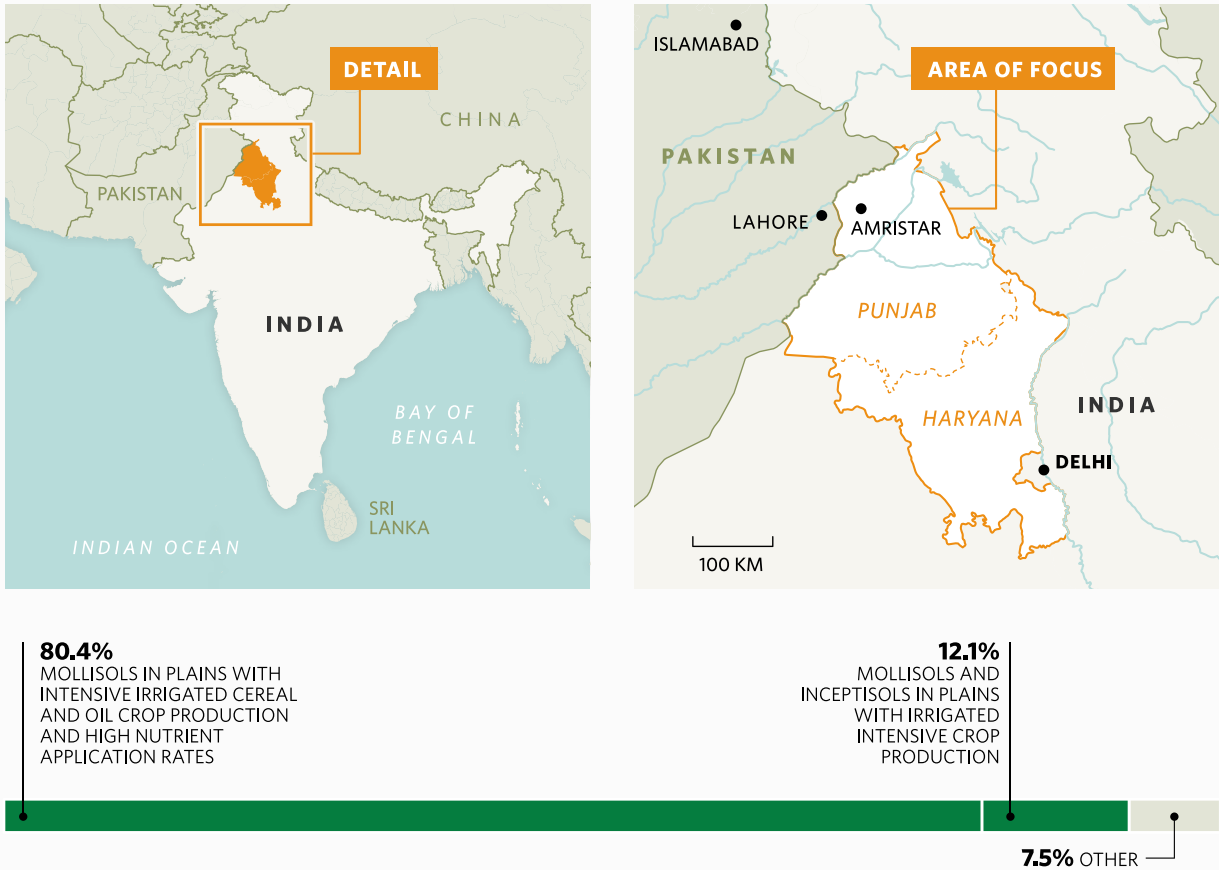 DETAIL
CHINA
PAKISTAN
INDIA
BAY OF
BENGAL
SRI
LANKA
INDIAN OCEAN
ISLAMABAD
AREA OF FOCUS
PAKISTAN
LAHORE
AMRISTAR
PUNJAB
HARYANA
INDIA
DELHI
100 KM
80.4%
MOLLISOLS IN PLAINS WITH
INTENSIVE IRRIGATED CEREAL
AND OIL CROP PRODUCTION
AND HIGH NUTRIENT
APPLICATION RATES
12.1%
MOLLISOLS AND
INCEPTISOLS IN PLAINS
WITH IRRIGATED
INTENSIVE CROP
PRODUCTION
7.5% OTHER